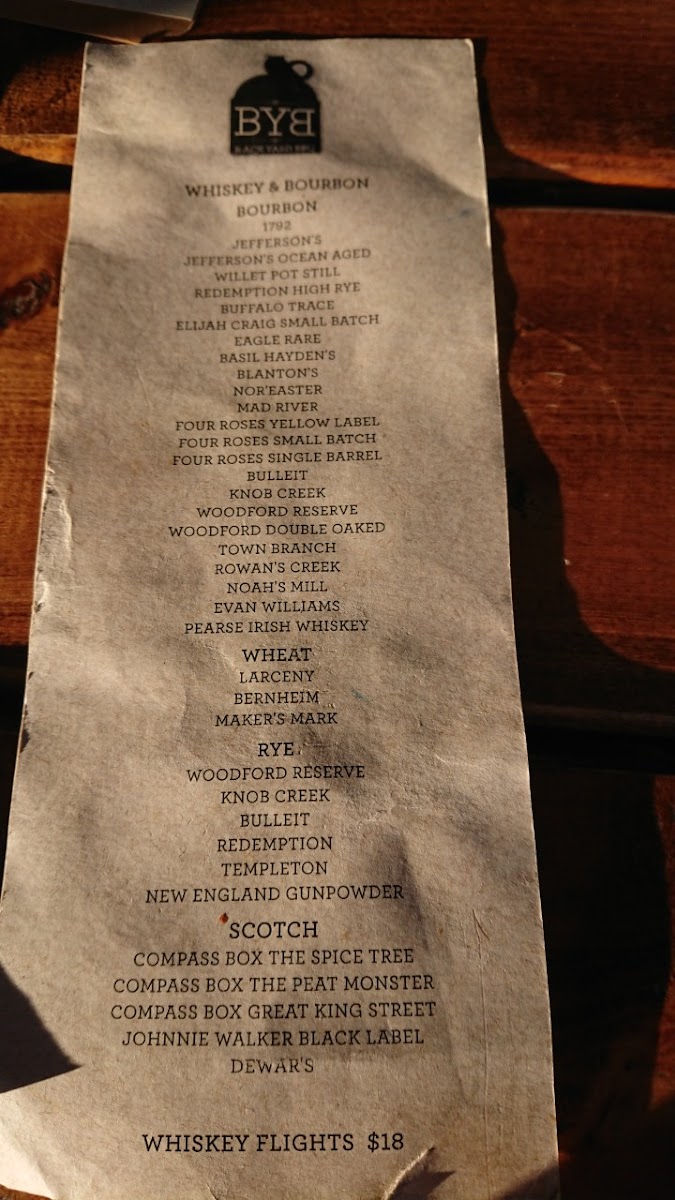 BYB
BACK YARD BBQ
WHISKEY & BOURBON
BOURBON
1792
JEFFERSON'S
JEFFERSON'S OCEAN AGED
WILLET POT STILL
REDEMPTION HIGH RYE
BUFFALO TRACE
ELIJAH CRAIG SMALL BATCH
EAGLE RARE
BASIL HAYDEN'S
BLANTON'S
NOR'EASTER
MAD RIVER
FOUR ROSES YELLOW LABEL
FOUR ROSES SMALL BATCH
FOUR ROSES SINGLE BARREL
BULLEIT
KNOB CREEK
WOODFORD RESERVE
WOODFORD DOUBLE OAKED
TOWN BRANCH
ROWAN'S CREEK
NOAH'S MILL
EVAN WILLIAMS
PEARSE IRISH WHISKEY
WHEAT
LARCENY
BERNHEIM
MAKER'S MARK
RYE
WOODFORD RESERVE
KNOB CREEK
BULLEIT
REDEMPTION
TEMPLETON
NEW ENGLAND GUNPOWDER
SCOTCH
COMPASS BOX THE SPICE TREE
COMPASS BOX THE PEAT MONSTER
COMPASS BOX GREAT KING STREET
JOHNNIE WALKER BLACK LABEL
DEWAR'S
WHISKEY FLIGHTS $18